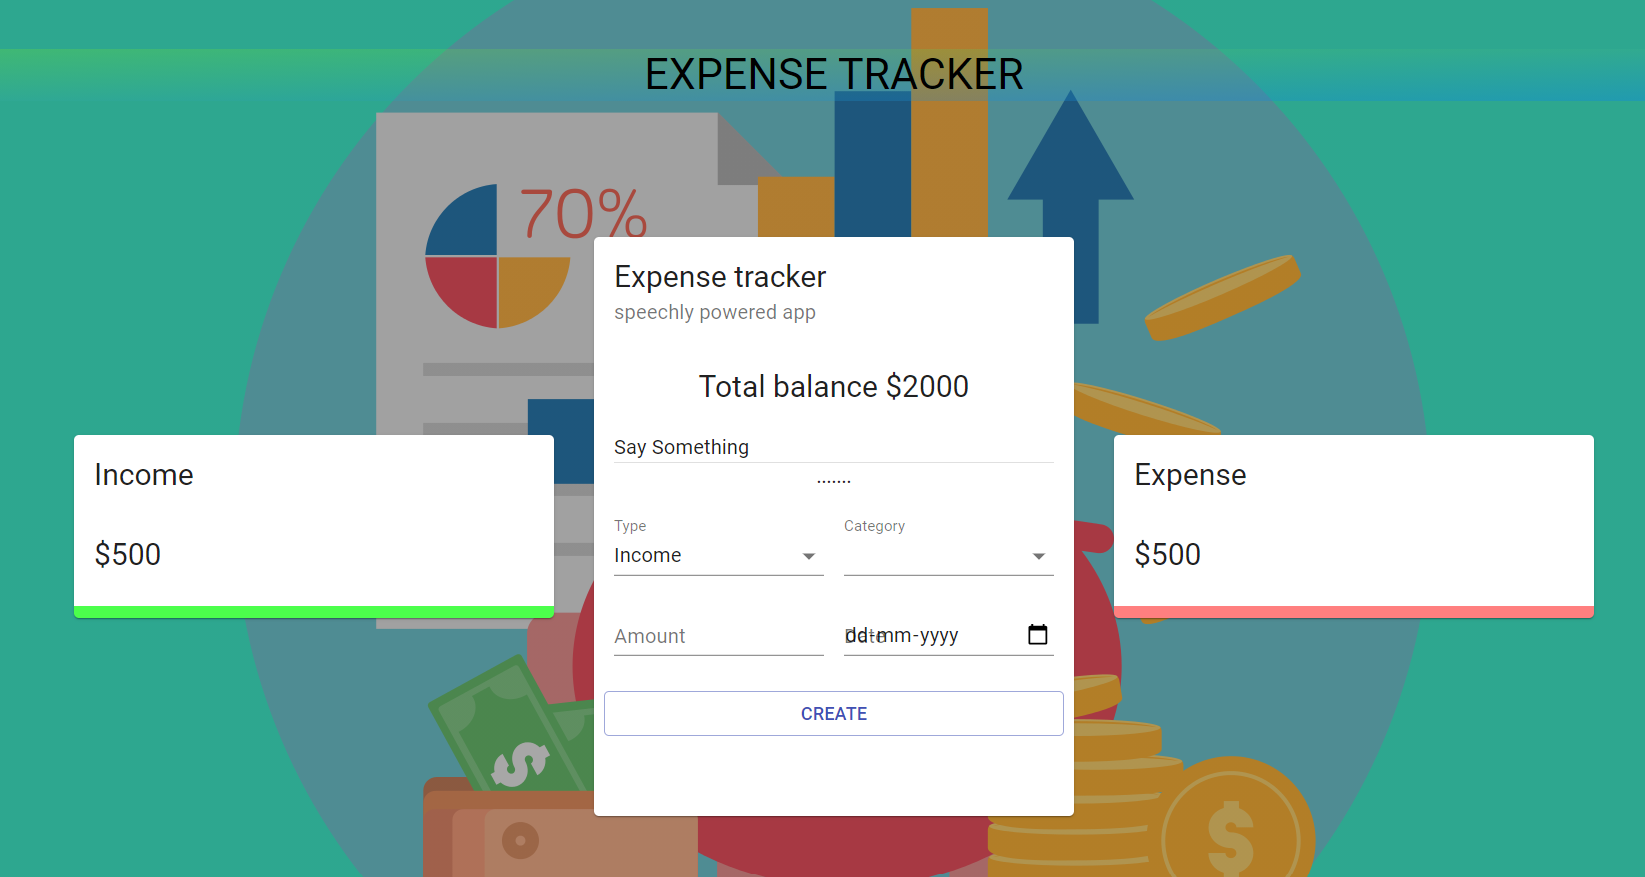 EXPENSE TRACKER
70%
Expense tracker
speechly powered app
Total balance $2000
Say Something
.......
Income
$500
Type
Income
Category
Amount
Date
dd-mm-yyyy
CREATE
Expense
$500
$
$